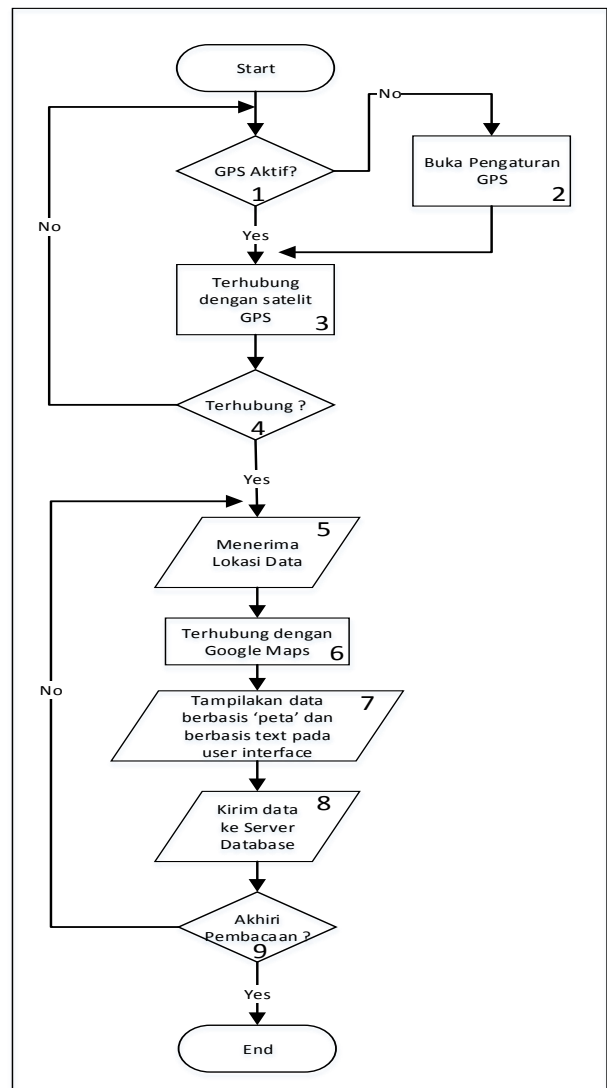 Start
No
GPS Aktif?
1
Buka Pengaturan
GPS
2
No
Yes
Terhubung
dengan satelit
GPS
3
Terhubung ?
4
Yes
5
Menerima
Lokasi Data
Terhubung dengan
Google Maps
6
No
Tampilakan data
berbasis ‘peta’ dan
berbasis text pada
user interface
7
8
Kirim data
ke Server
Database
Akhiri
Pembacaan ?
9
Yes
End